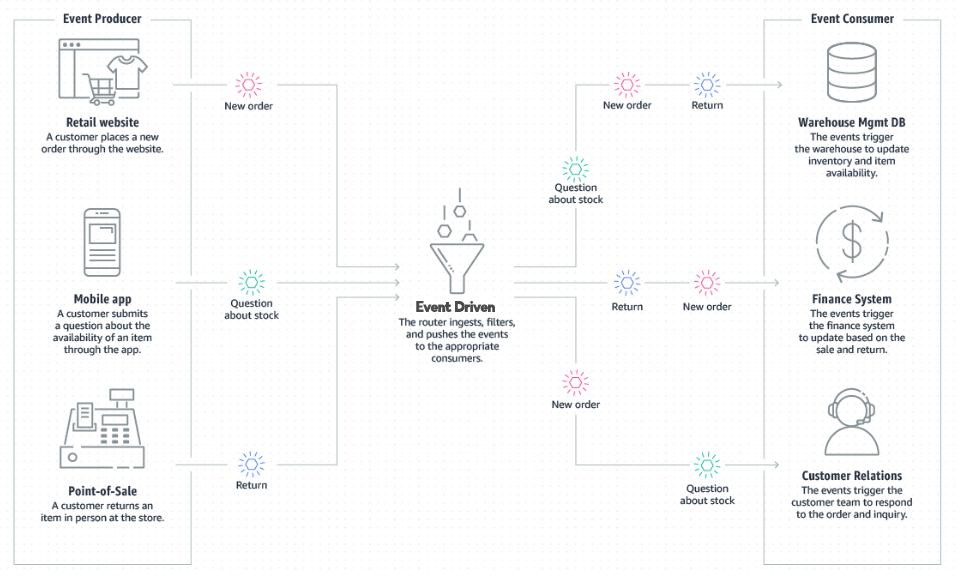 Event Producer
Event Consumer
New order
New order
Return
Retail website
A customer places a new
order through the website.
Warehouse Mgmt DB
The events trigger
the warehouse to update
inventory and item
availability.
Question
about stock
Mobile app
A customer submits
a question about the
availability of an item
through the app.
Question
about stock
Event Driven
The router ingests, filters,
and pushes the events
to the appropriate
consumers.
Return
New order
$
Finance System
The events trigger
the finance system
to update based on the
sale and return.
New order
Point-of-Sale
A customer returns an
item in person at the store.
Return
Question
about stock
Customer Relations
The events trigger the
customer team to respond
to the order and inquiry.